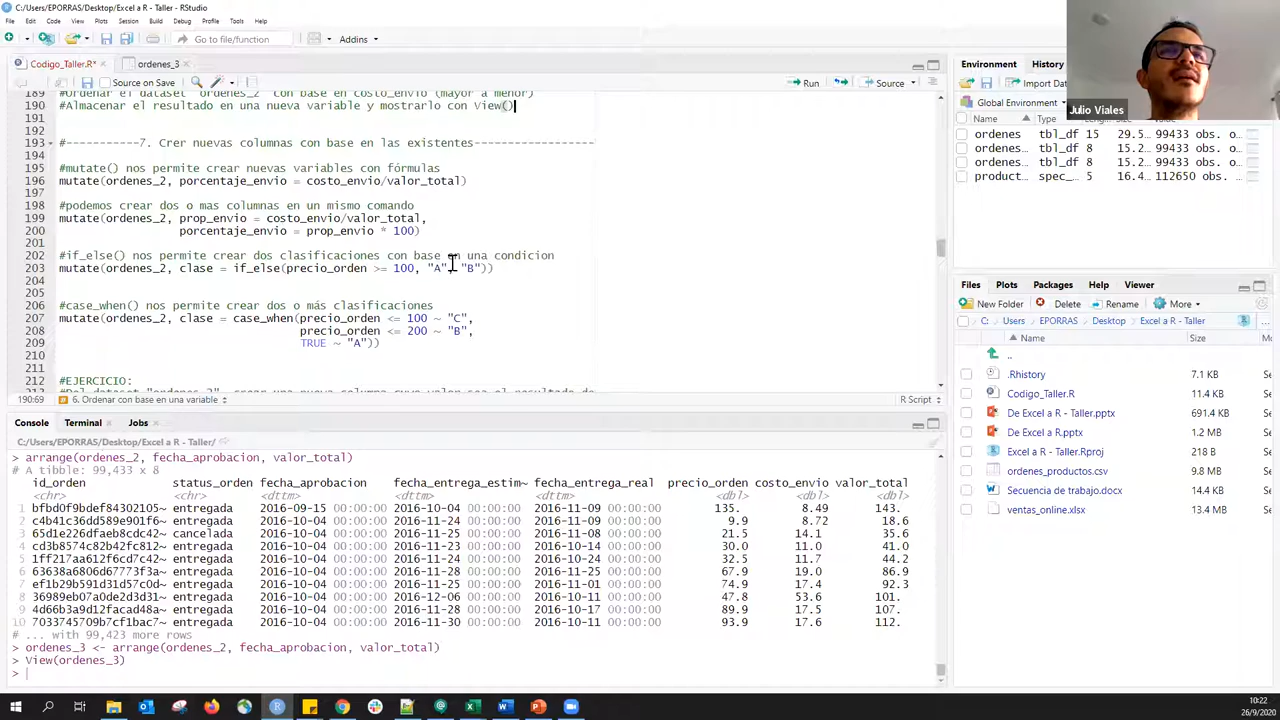 C:/Users/EPORRAS/Desktop/Excel a R - Taller - RStudio
File Edit Code View Plots Session Build Debug Profile Tools Help
Go to file/function
Addins
Codigo_Taller.R*
ordenes_3
Source on Save
Run
Source
189 #Ordenar el dataset "ordenes_2" con base en costo_envio (mayor a menor)
190 #Almacenar el resultado en una nueva variable y mostrarlo con View()
191
192
193 #-----------7. Crer nuevas columnas con base en las existentes------------------
194
195 #mutate() nos permite crear nuevas variables con fórmulas
196 mutate(ordenes_2, porcentaje_envio = costo_envio/valor_total)
197
198 #podemos crear dos o mas columnas en un mismo comando
199 mutate(ordenes_2, prop_envio = costo_envio/valor_total,
200 porcentaje_envio = prop_envio * 100)
201
202 #if_else() nos permite crear dos clasificaciones con base en una condicion
203 mutate(ordenes_2, clase = if_else(precio_orden >= 100, "A", "B"))
204
205
206 #case_when() nos permite crear dos o más clasificaciones
207 mutate(ordenes_2, clase = case_when(precio_orden <= 100 ~ "C",
208 precio_orden <= 200 ~ "B",
209 TRUE ~ "A"))
210
211
212 #EJERCICIO:
190:69 6. Ordenar con base en una variable R Script
Console Terminal Jobs
C:/Users/EPORRAS/Desktop/Excel a R - Taller/
> arrange(ordenes_2, fecha_aprobacion, valor_total)
# A tibble: 99,433 x 8
id_orden status_orden fecha_aprobacion fecha_entrega_estim~ fecha_entrega_real precio_orden costo_envio valor_total
<chr> <chr> <dttm> <dttm> <dttm> <dbl> <dbl> <dbl>
1 bfbd0f9bdef84302105~ entregada 2016-09-15 00:00:00 2016-10-04 00:00:00 2016-11-09 00:00:00 135. 8.49 143.
2 c4b41c36dd589e901f6~ entregada 2016-10-04 00:00:00 2016-11-24 00:00:00 2016-11-09 00:00:00 9.9 8.72 18.6
3 65d1e226dfaeb8cdc42~ cancelada 2016-10-04 00:00:00 2016-11-25 00:00:00 2016-11-08 00:00:00 21.5 14.1 35.6
4 cd3b8574c82b42fc812~ entregada 2016-10-04 00:00:00 2016-11-23 00:00:00 2016-10-14 00:00:00 30.0 11.0 41.0
5 1ff217aa612f6cd7c42~ entregada 2016-10-04 00:00:00 2016-11-24 00:00:00 2016-11-28 00:00:00 32.5 11.7 44.2
6 63638a6806d67773f3a~ entregada 2016-10-04 00:00:00 2016-11-28 00:00:00 2016-11-25 00:00:00 67.9 19.0 86.9
7 ef1b29b591d31d57c0d~ entregada 2016-10-04 00:00:00 2016-11-25 00:00:00 2016-11-01 00:00:00 74.9 17.4 92.3
8 36989eb07a0de2d3d31~ entregada 2016-10-04 00:00:00 2016-12-06 00:00:00 2016-10-11 00:00:00 47.8 53.6 101.
9 4d66b3a9d12facad48a~ entregada 2016-10-04 00:00:00 2016-11-28 00:00:00 2016-10-17 00:00:00 89.9 17.5 107.
10 7033745709b7cf1bac7~ entregada 2016-10-04 00:00:00 2016-11-30 00:00:00 2016-10-11 00:00:00 93.9 17.6 112.
# ... with 99,423 more rows
> ordenes_3 <- arrange(ordenes_2, fecha_aprobacion, valor_total)
> View(ordenes_3)
>
Environment History
Global Environment
Name Type
ordenes tbl_df 15 29.5… 99433 obs. o…
ordenes… tbl_df 8 15.2… 99433 obs. o…
ordenes… tbl_df 8 15.2… 99433 obs. o…
product… spec_… 5 16.4… 112650 obs. …
Julio Viales
Files Plots Packages Help Viewer
New Folder Delete Rename More
C: Users EPORRAS Desktop Excel a R - Taller
Name Size
..
.Rhistory 7.1 KB
Codigo_Taller.R 11.4 KB
De Excel a R - Taller.pptx 691.4 KB
De Excel a R.pptx 1.2 MB
Excel a R - Taller.Rproj 218 B
ordenes_productos.csv 9.8 MB
Secuencia de trabajo.docx 14.4 KB
ventas_online.xlsx 13.4 MB
10:22
26/9/2020